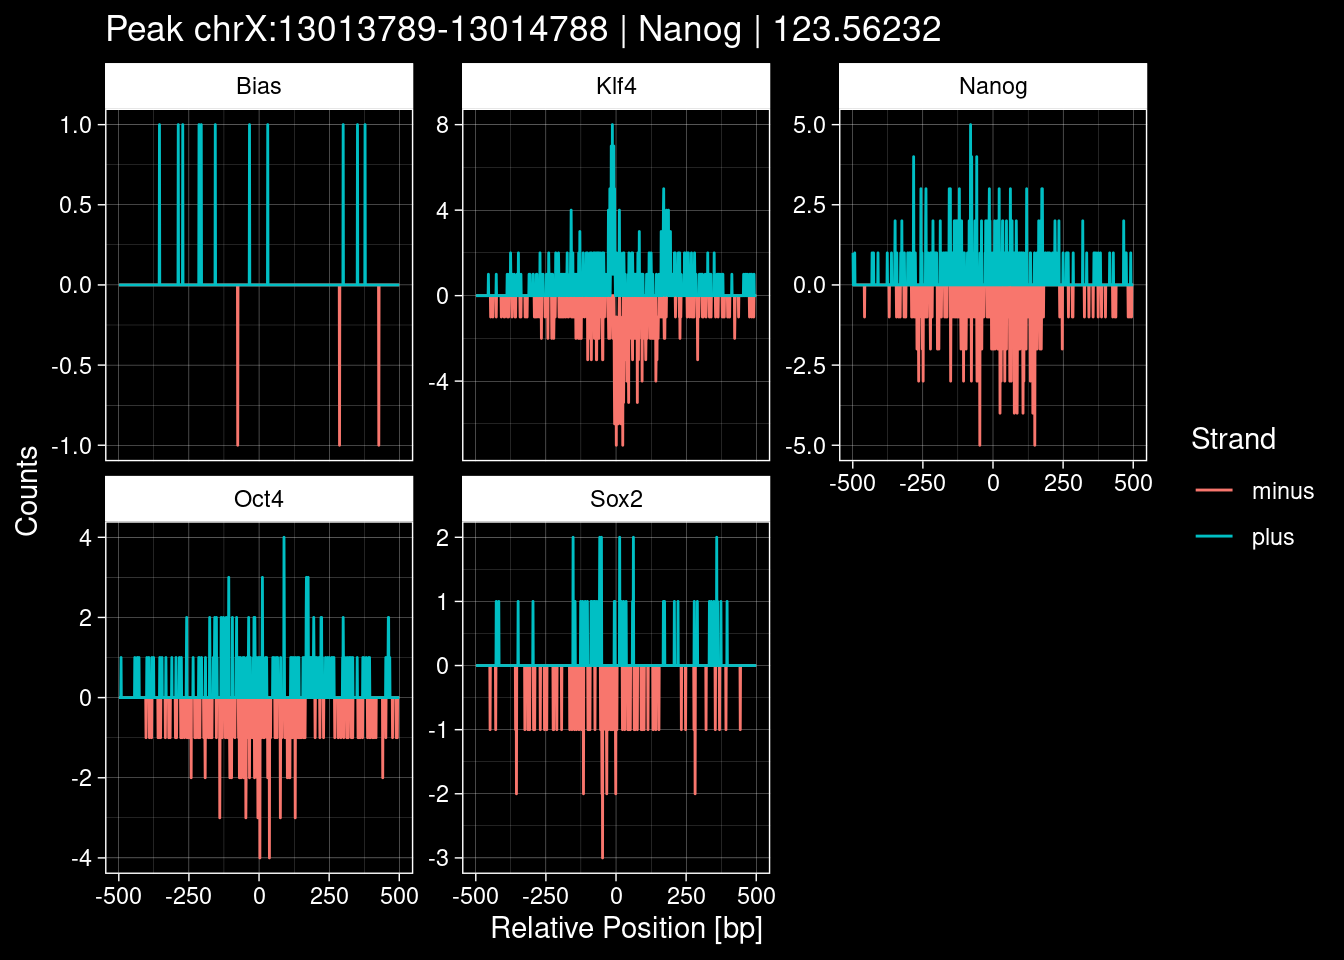 Peak chrX:13013789-13014788 | Nanog | 123.56232
Bias
Klf4
Nanog
1.0
0.5
0.0
-0.5
-1.0
8
4
0
-4
5.0
2.5
0.0
-2.5
-5.0
-500 -250 0 250 500
Counts
Oct4
Sox2
4
2
0
-2
-4
2
1
0
-1
-2
-3
-500 -250 0 250 500
-500 -250 0 250 500
Relative Position [bp]
Strand
minus
plus